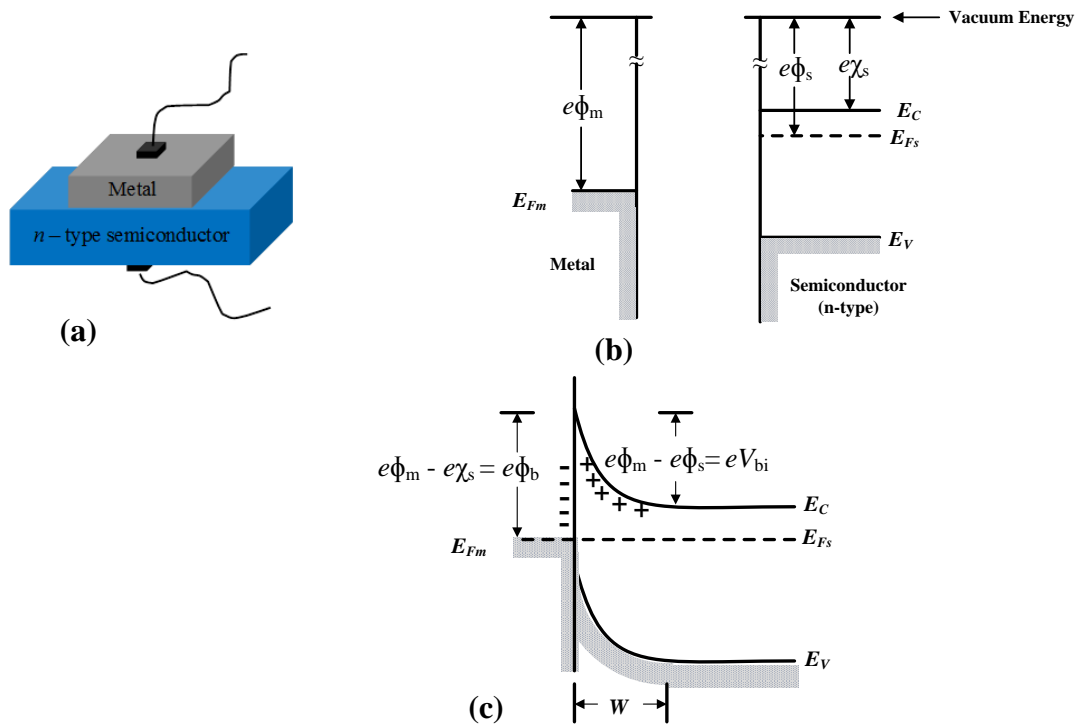 Metal
n – type semiconductor
(a)
Vacuum Energy
eϕm
eϕs
eχs
EC
EFs
EFm
EV
Metal
Semiconductor
(n-type)
(b)
eϕm - eχs = eϕb
eϕm - eϕs= eVbi
EC
EFm
EFs
EV
W
(c)